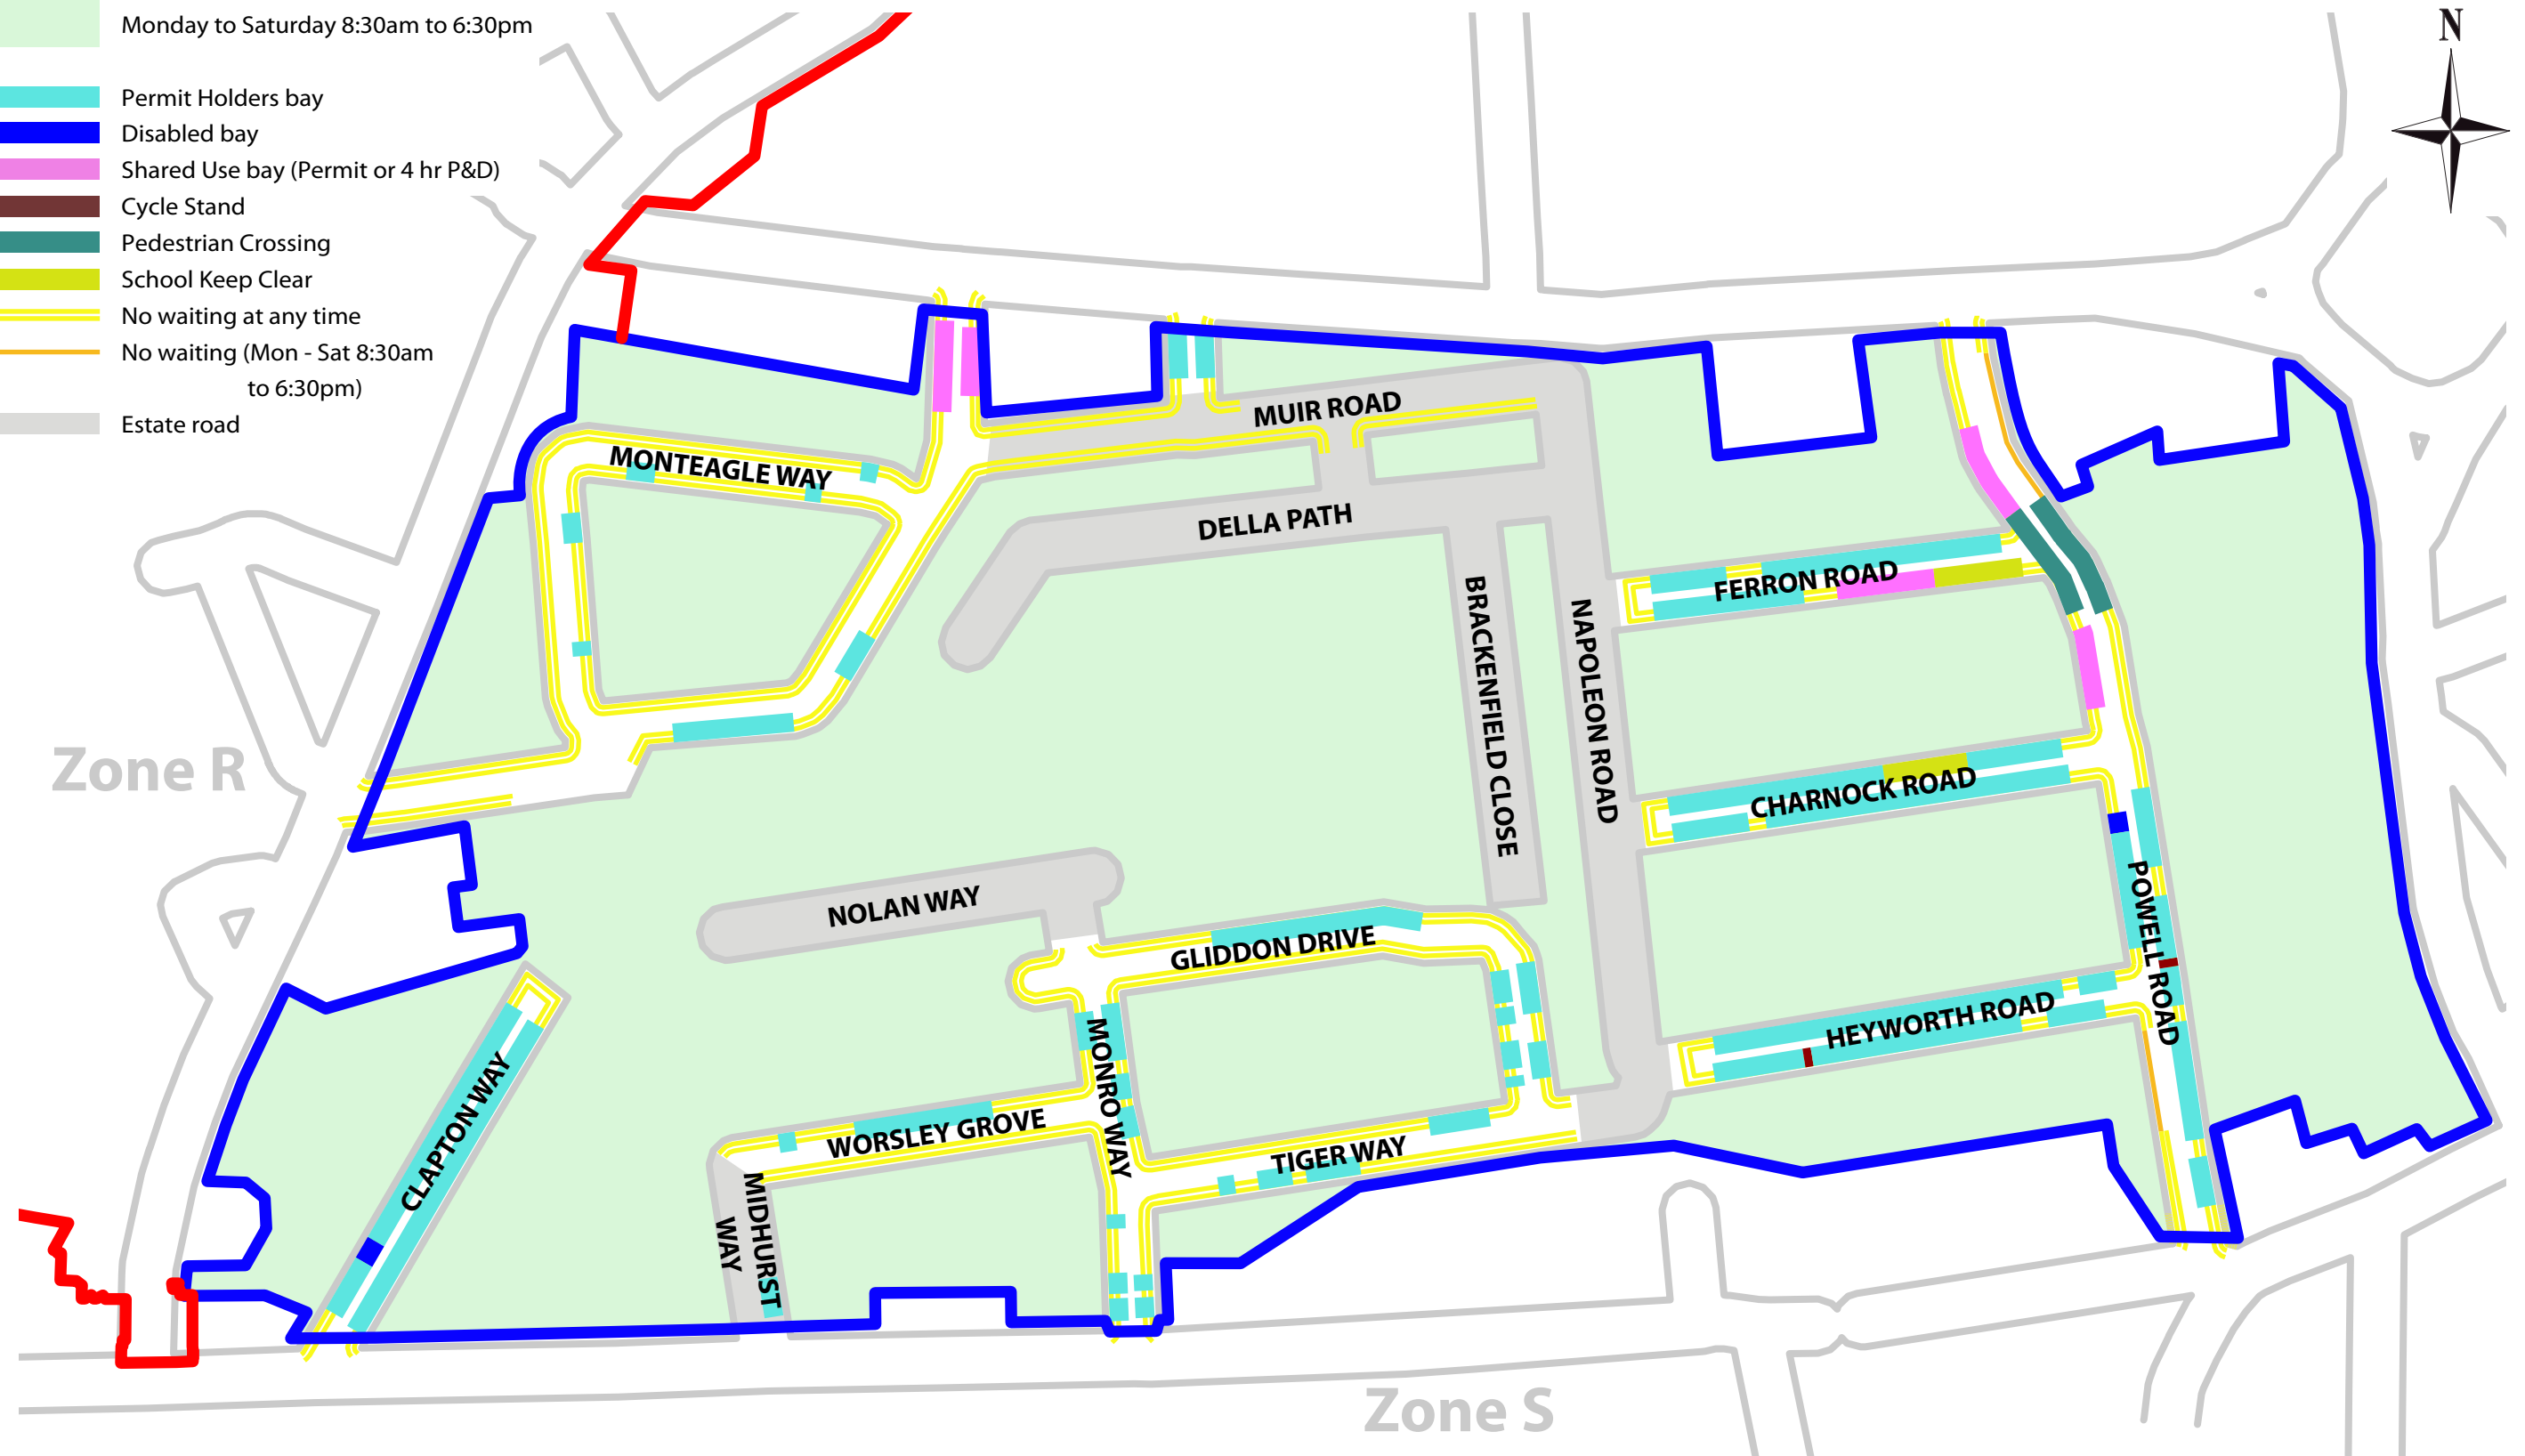 Monday to Saturday 8:30am to 6:30pm
Permit Holders bay
Disabled bay
Shared Use bay (Permit or 4 hr P&D)
Cycle Stand
Pedestrian Crossing
School Keep Clear
No waiting at any time
No waiting (Mon - Sat 8:30am
to 6:30pm)
Estate road
N
MUIR ROAD
MONTEAGLE WAY
DELLA PATH
BRACKENFIELD CLOSE
NAPOLEON ROAD
FERRON ROAD
Zone R
CHARNOCK ROAD
POWELL ROAD
NOLAN WAY
GLIDDON DRIVE
HEYWORTH ROAD
CLAPTON WAY
MONRO WAY
WORSLEY GROVE
TIGER WAY
MIDHURST
WAY
Zone S